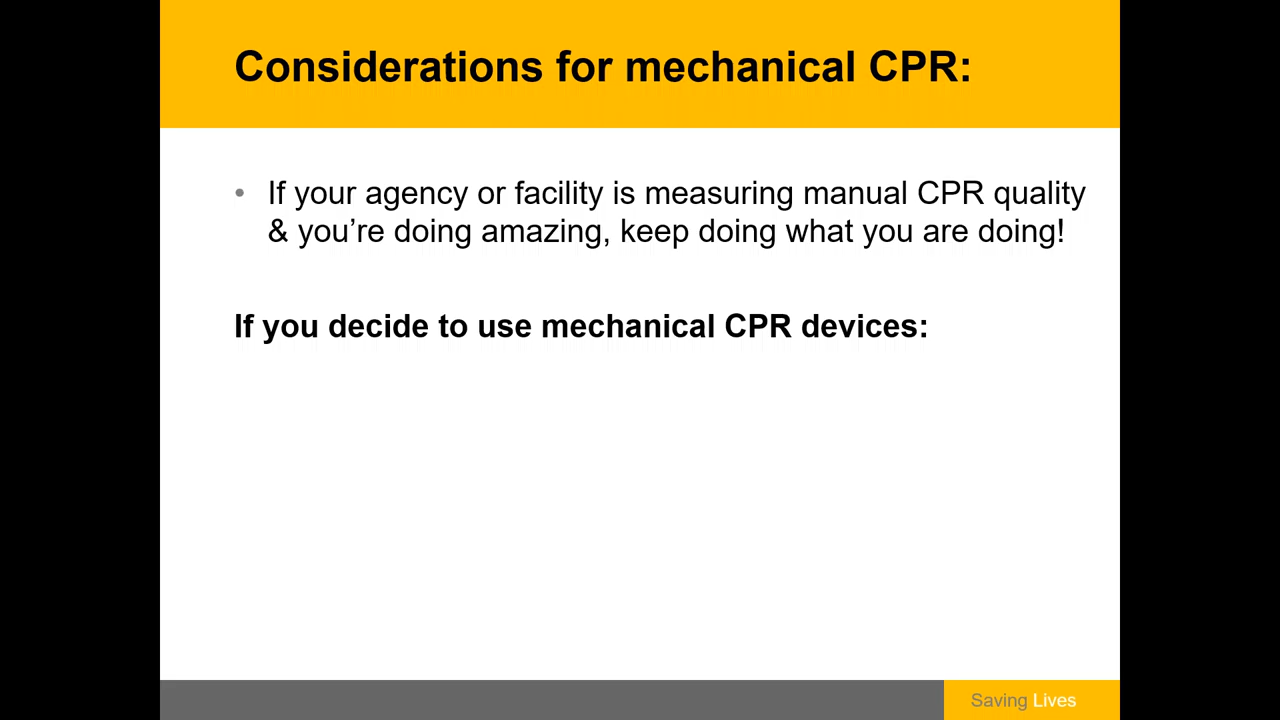 Considerations for mechanical CPR:
• If your agency or facility is measuring manual CPR quality
& you’re doing amazing, keep doing what you are doing!
If you decide to use mechanical CPR devices:
Saving Lives